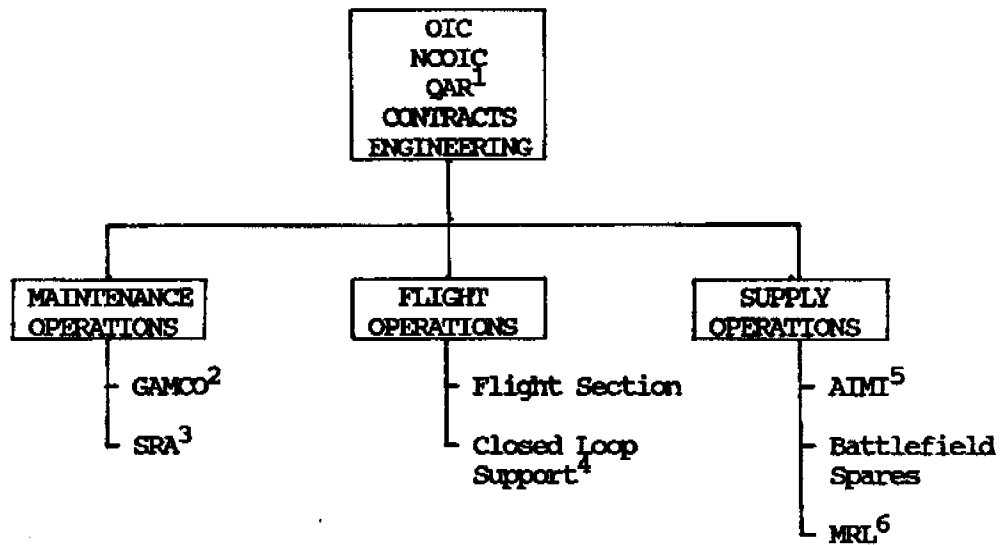 OIC
NCOIC
QAR1
CONTRACTS
ENGINEERING
MAINTENANCE
OPERATIONS
GAMCO2
SRA3
FLIGHT
OPERATIONS
Flight Section
Closed Loop
Support4
SUPPLY
OPERATIONS
AIMI5
Battlefield
Spares
MRL6